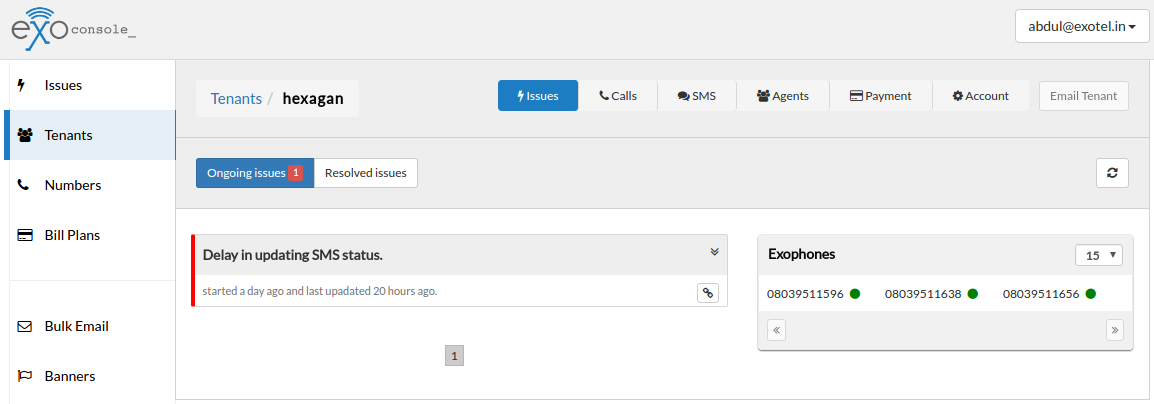 exo console_
abdul@exotel.in
Issues
Tenants
Numbers
Bill Plans
Bulk Email
Banners
Tenants / hexagan
Issues Calls SMS Agents Payment Account Email Tenant
Ongoing issues 1 Resolved issues
Delay in updating SMS status.
started a day ago and last upadated 20 hours ago.
1
Exophones 15
08039511596 08039511638 08039511656
« »